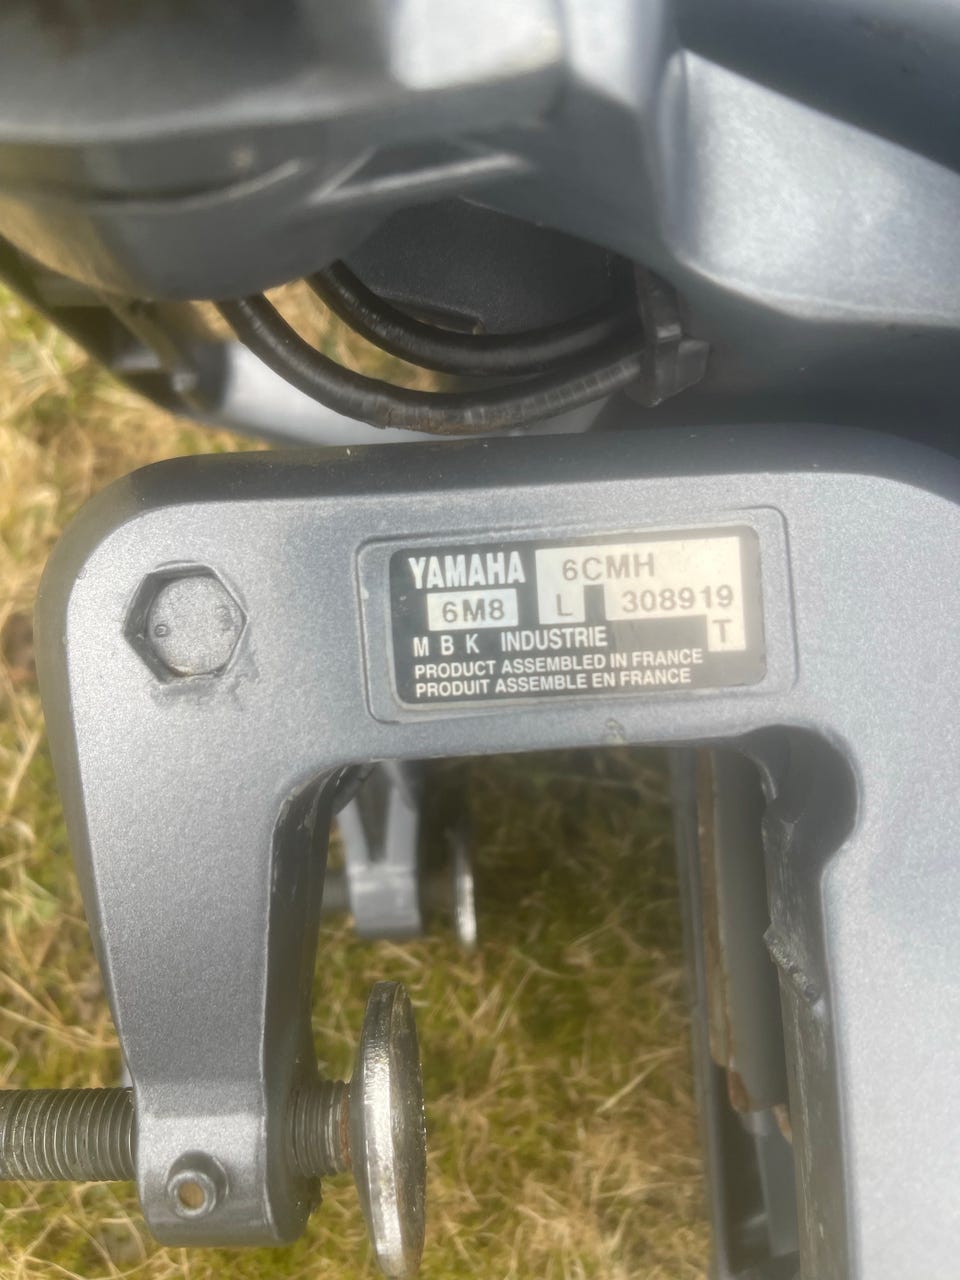 YAMAHA 6CMH
6M8 L 308919
M B K INDUSTRIE T
PRODUCT ASSEMBLED IN FRANCE
PRODUIT ASSEMBLE EN FRANCE